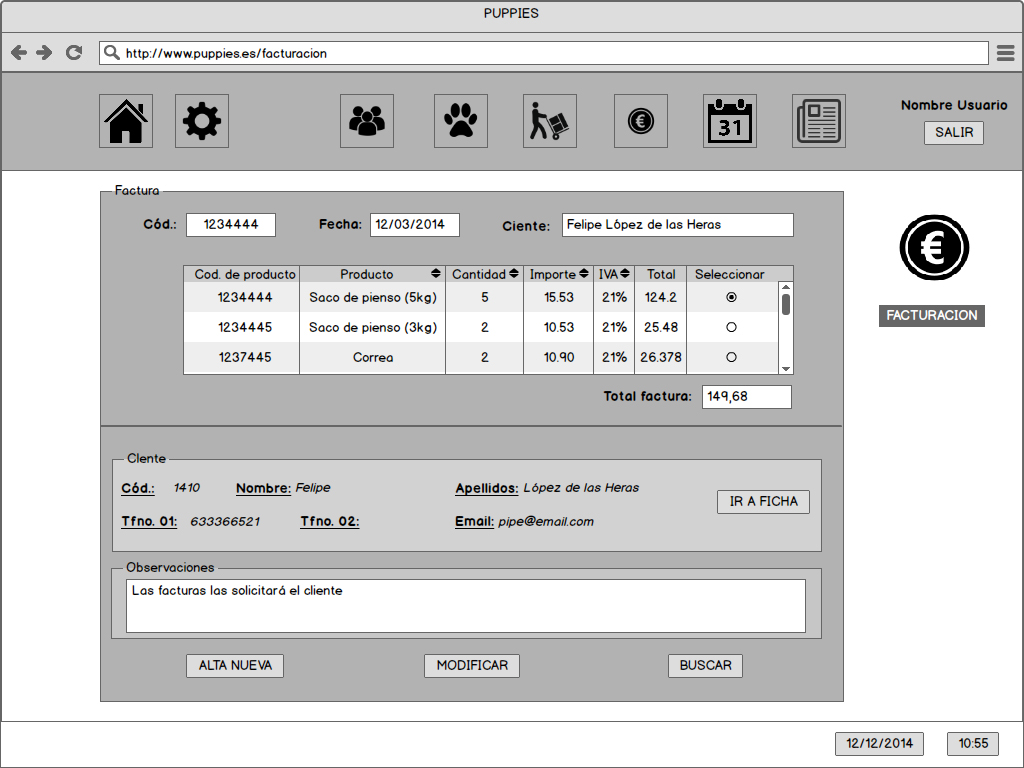 PUPPIES
http://www.puppies.es/facturacion
31
Nombre Usuario
SALIR
Factura
Cód.: 1234444 Fecha: 12/03/2014 Ciente: Felipe López de las Heras
Cod. de producto Producto Cantidad Importe IVA Total Seleccionar
1234444 Saco de pienso (5kg) 5 15.53 21% 124.2
1234445 Saco de pienso (3kg) 2 10.53 21% 25.48
1237445 Correa 2 10.90 21% 26.378
Total factura: 149,68
€
FACTURACION
Clente
Cód.: 1410 Nombre: Felipe Apellidos: López de las Heras
IR A FICHA
Tfno. 01: 633366521 Tfno. 02: Email: pipe@email.com
Observaciones
Las facturas las solicitará el cliente
ALTA NUEVA MODIFICAR BUSCAR
12/12/2014 10:55